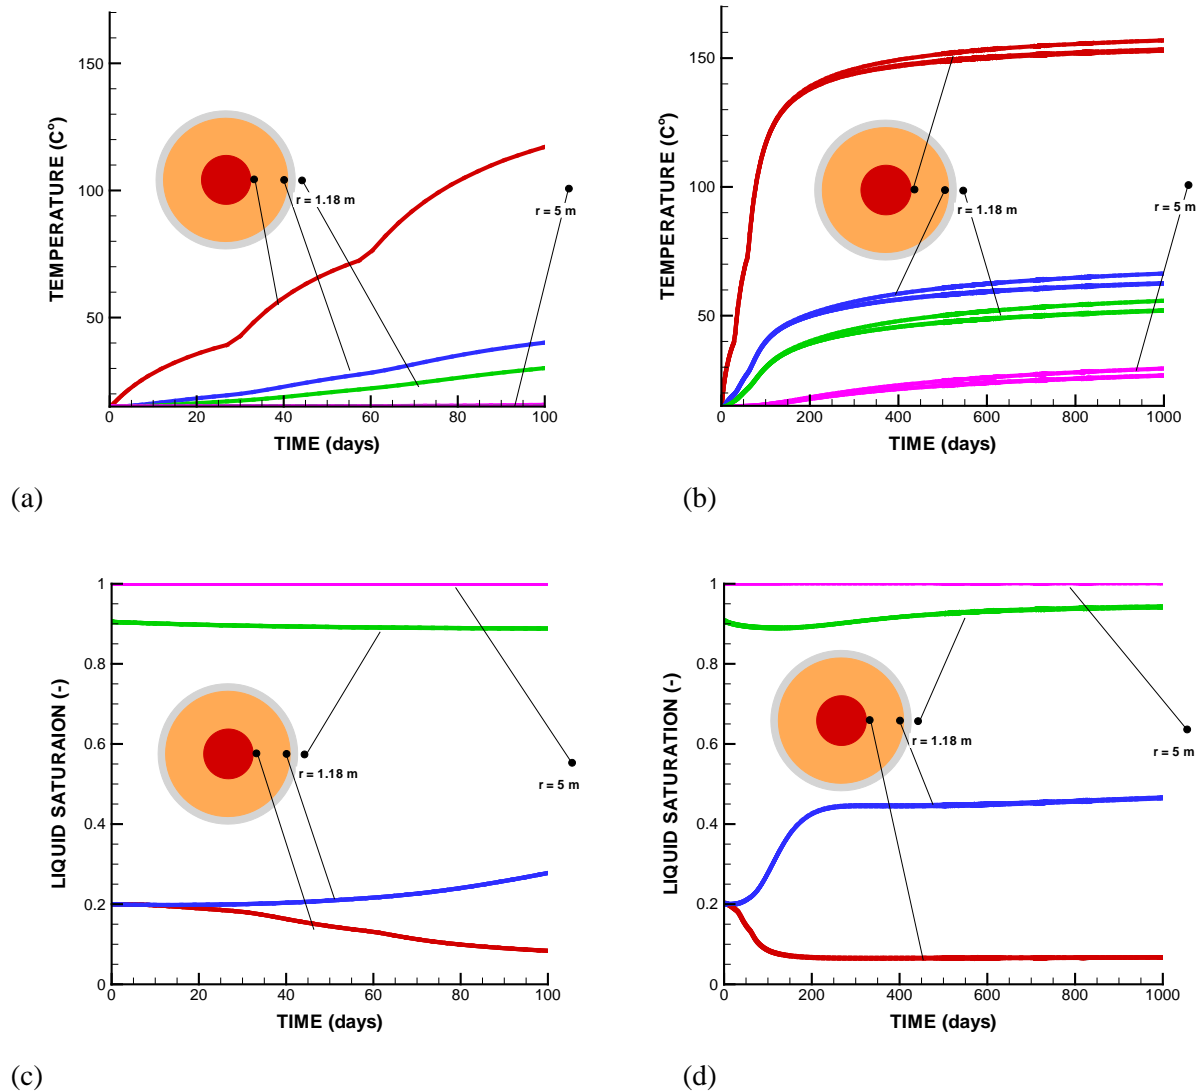 TEMPERATURE (C°)
150
100
50
0
20
40
60
80
100
TIME (days)
r = 1.18 m
r = 5 m
(a)
TEMPERATURE (C°)
150
100
50
0
200
400
600
800
1000
TIME (days)
r = 1.18 m
r = 5 m
(b)
LIQUID SATURAION (-)
1
0.8
0.6
0.4
0.2
0
0
20
40
60
80
100
TIME (days)
r = 1.18 m
r = 5 m
(c)
LIQUID SATURATION (-)
1
0.8
0.6
0.4
0.2
0
0
200
400
600
800
1000
TIME (days)
r = 1.18 m
r = 5 m
(d)